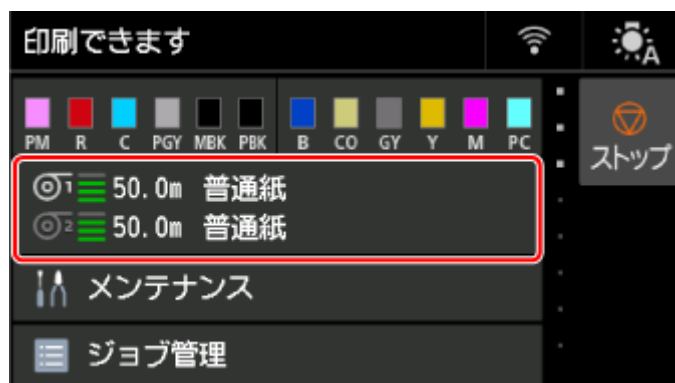 印刷できます
A
PM R C PGY MBK PBK B CO GY Y M PC
ストップ
1 50.0m 普通紙
2 50.0m 普通紙
メンテナンス
ジョブ管理